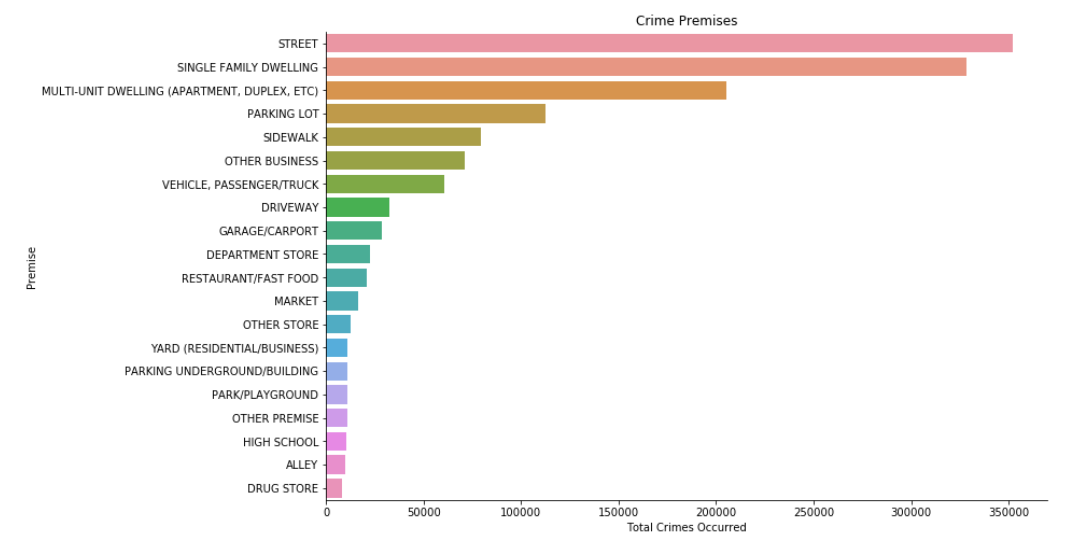 Crime Premises
STREET
SINGLE FAMILY DWELLING
MULTI-UNIT DWELLING (APARTMENT, DUPLEX, ETC)
PARKING LOT
SIDEWALK
OTHER BUSINESS
VEHICLE, PASSENGER/TRUCK
DRIVEWAY
GARAGE/CARPORT
DEPARTMENT STORE
RESTAURANT/FAST FOOD
MARKET
OTHER STORE
YARD (RESIDENTIAL/BUSINESS)
PARKING UNDERGROUND/BUILDING
PARK/PLAYGROUND
OTHER PREMISE
HIGH SCHOOL
ALLEY
DRUG STORE
Premise
0 50000 100000 150000 200000 250000 300000 350000
Total Crimes Occurred